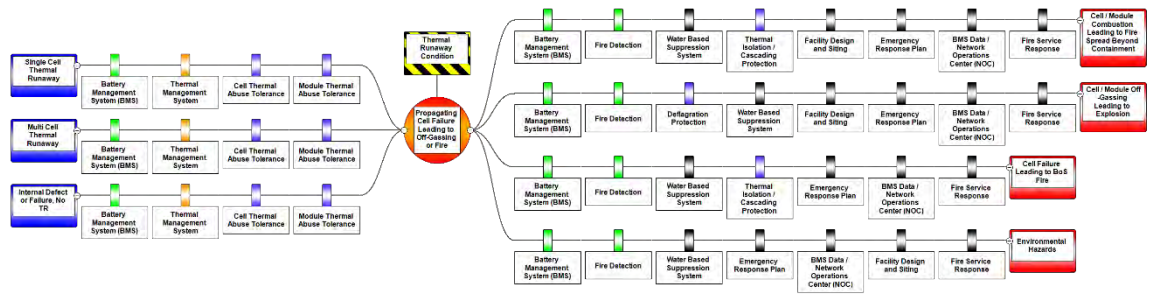 Thermal
Runaway
Condition
Propagating
Cell Failure
Leading to
Off-Gassing
or Fire
Single Cell
Thermal
Runaway
Battery
Management
System (BMS)
Thermal
Management
System
Cell Thermal
Abuse Tolerance
Module Thermal
Abuse Tolerance
Multi Cell
Thermal
Runaway
Battery
Management
System (BMS)
Thermal
Management
System
Cell Thermal
Abuse Tolerance
Module Thermal
Abuse Tolerance
Internal Defect
or Failure, No
TR
Battery
Management
System (BMS)
Thermal
Management
System
Cell Thermal
Abuse Tolerance
Module Thermal
Abuse Tolerance
Battery
Management
System (BMS)
Fire Detection
Water Based
Suppression
System
Thermal
Isolation /
Cascading
Protection
Facility Design
and Siting
Emergency
Response Plan
BMS Data /
Network
Operations
Center (NOC)
Fire Service
Response
Cell / Module
Combustion
Leading to Fire
Spread Beyond
Containment
Battery
Management
System (BMS)
Fire Detection
Deflagration
Protection
Water Based
Suppression
System
Facility Design
and Siting
Emergency
Response Plan
BMS Data /
Network
Operations
Center (NOC)
Fire Service
Response
Cell / Module Off
-Gassing Leading
to Explosion
Battery
Management
System (BMS)
Fire Detection
Water Based
Suppression
System
Thermal
Isolation /
Cascading
Protection
Emergency
Response Plan
BMS Data /
Network
Operations
Center (NOC)
Fire Service
Response
Cell Failure
Leading to BoS
Fire
Battery
Management
System (BMS)
Fire Detection
Water Based
Suppression
System
Emergency
Response Plan
BMS Data /
Network
Operations
Center (NOC)
Facility Design
and Siting
Fire Service
Response
Environmental
Hazards